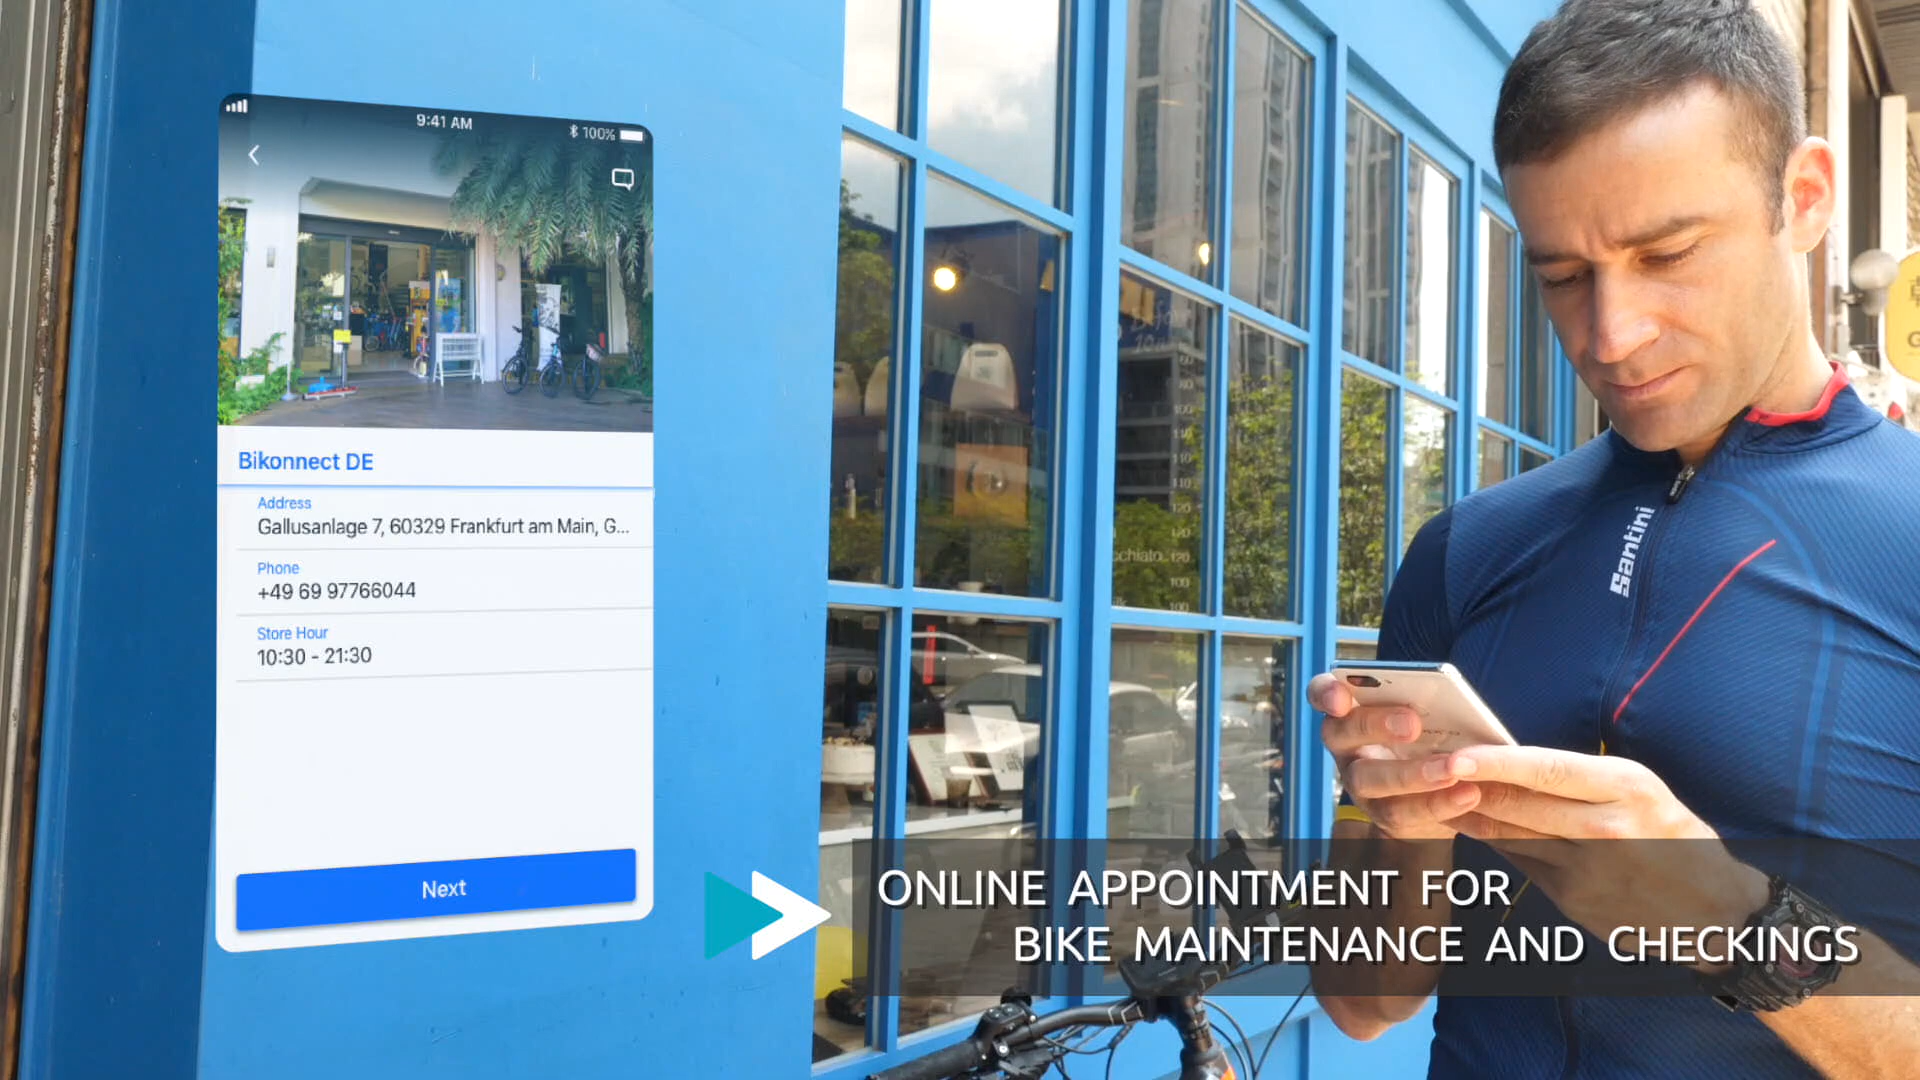 9:41 AM
100%
Bikonnect DE
Address
Gallusanlage 7, 60329 Frankfurt am Main, G...
Phone
+49 69 97766044
Store Hour
10:30 - 21:30
Next
Santini
ONLINE APPOINTMENT FOR
BIKE MAINTENANCE AND CHECKINGS